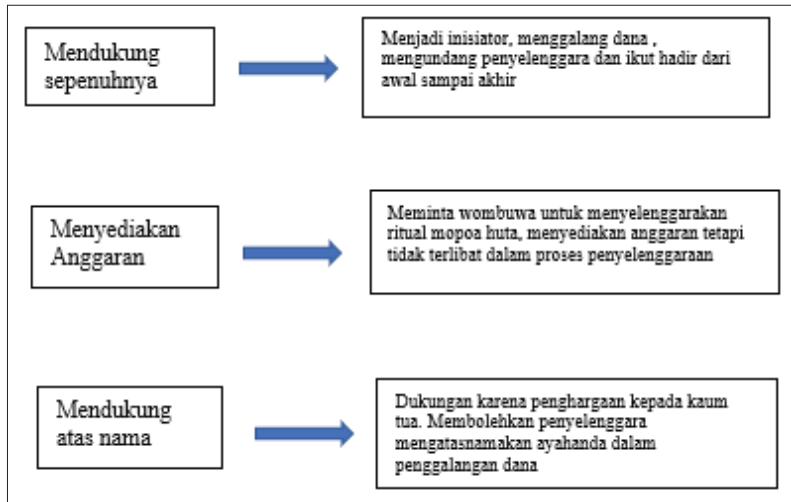 Mendukung
sepenuhnya
Menjadi inisiator, menggalang dana ,
mengundang penyelenggara dan ikut hadir dari
awal sampai akhir
Menyediakan
Anggaran
Meminta wombuwa untuk menyelenggarakan
ritual mopoa huta, menyediakan anggaran tetapi
tidak terlibat dalam proses penyelenggaraan
Mendukung
atas nama
Dukungan karena penghargaan kepada kaum
tua. Membolehkan penyelenggara
mengatasnamakan ayahanda dalam
penggalangan dana